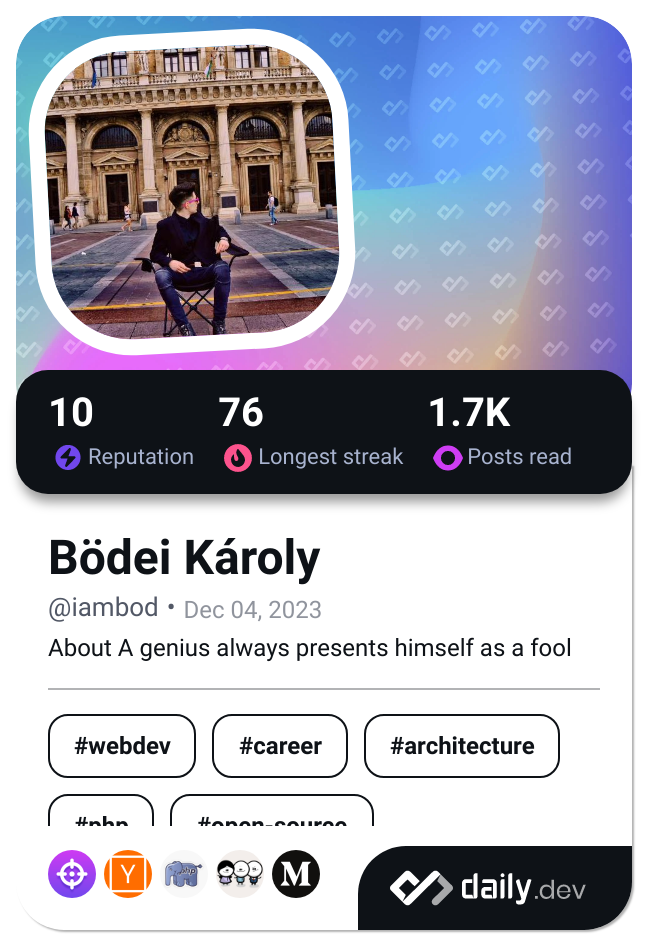 10 76 1.7K
Reputation Longest streak Posts read
Bödei Károly
@iambod • Dec 04, 2023
About A genius always presents himself as a fool
#webdev #career #architecture
#php #open-source
Y php M daily.dev